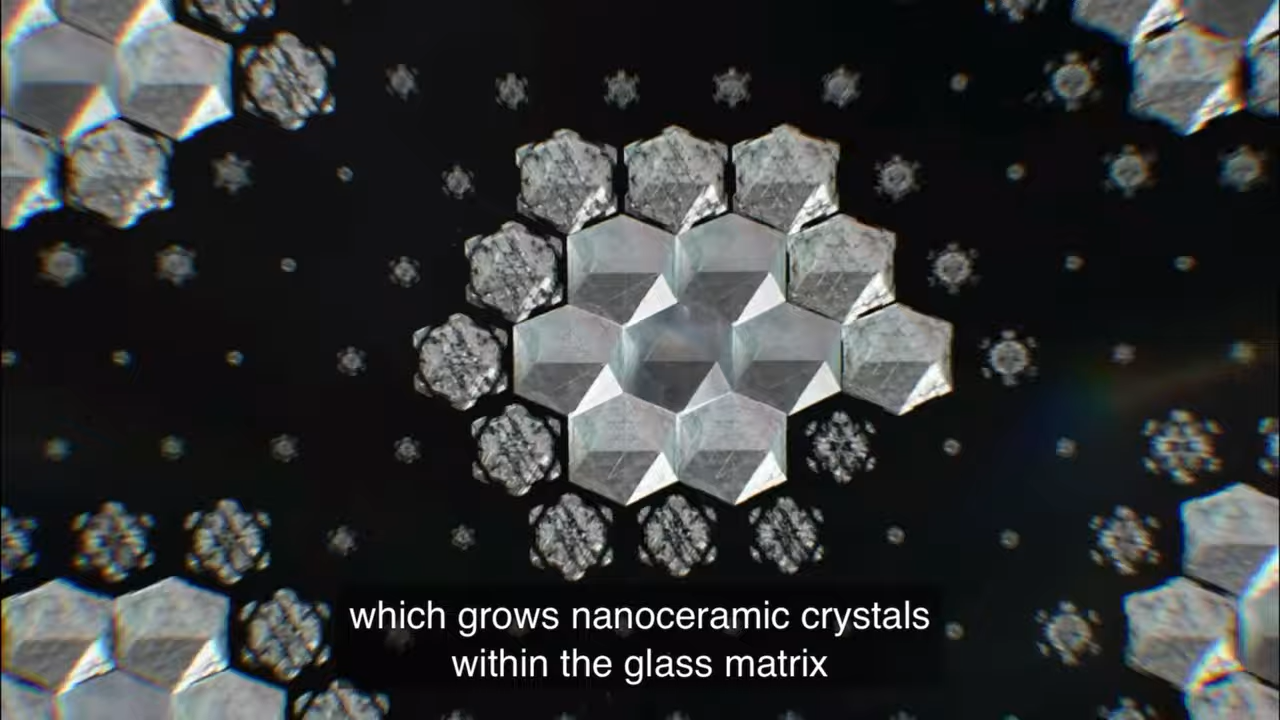 which grows nanoceramic crystals
within the glass matrix